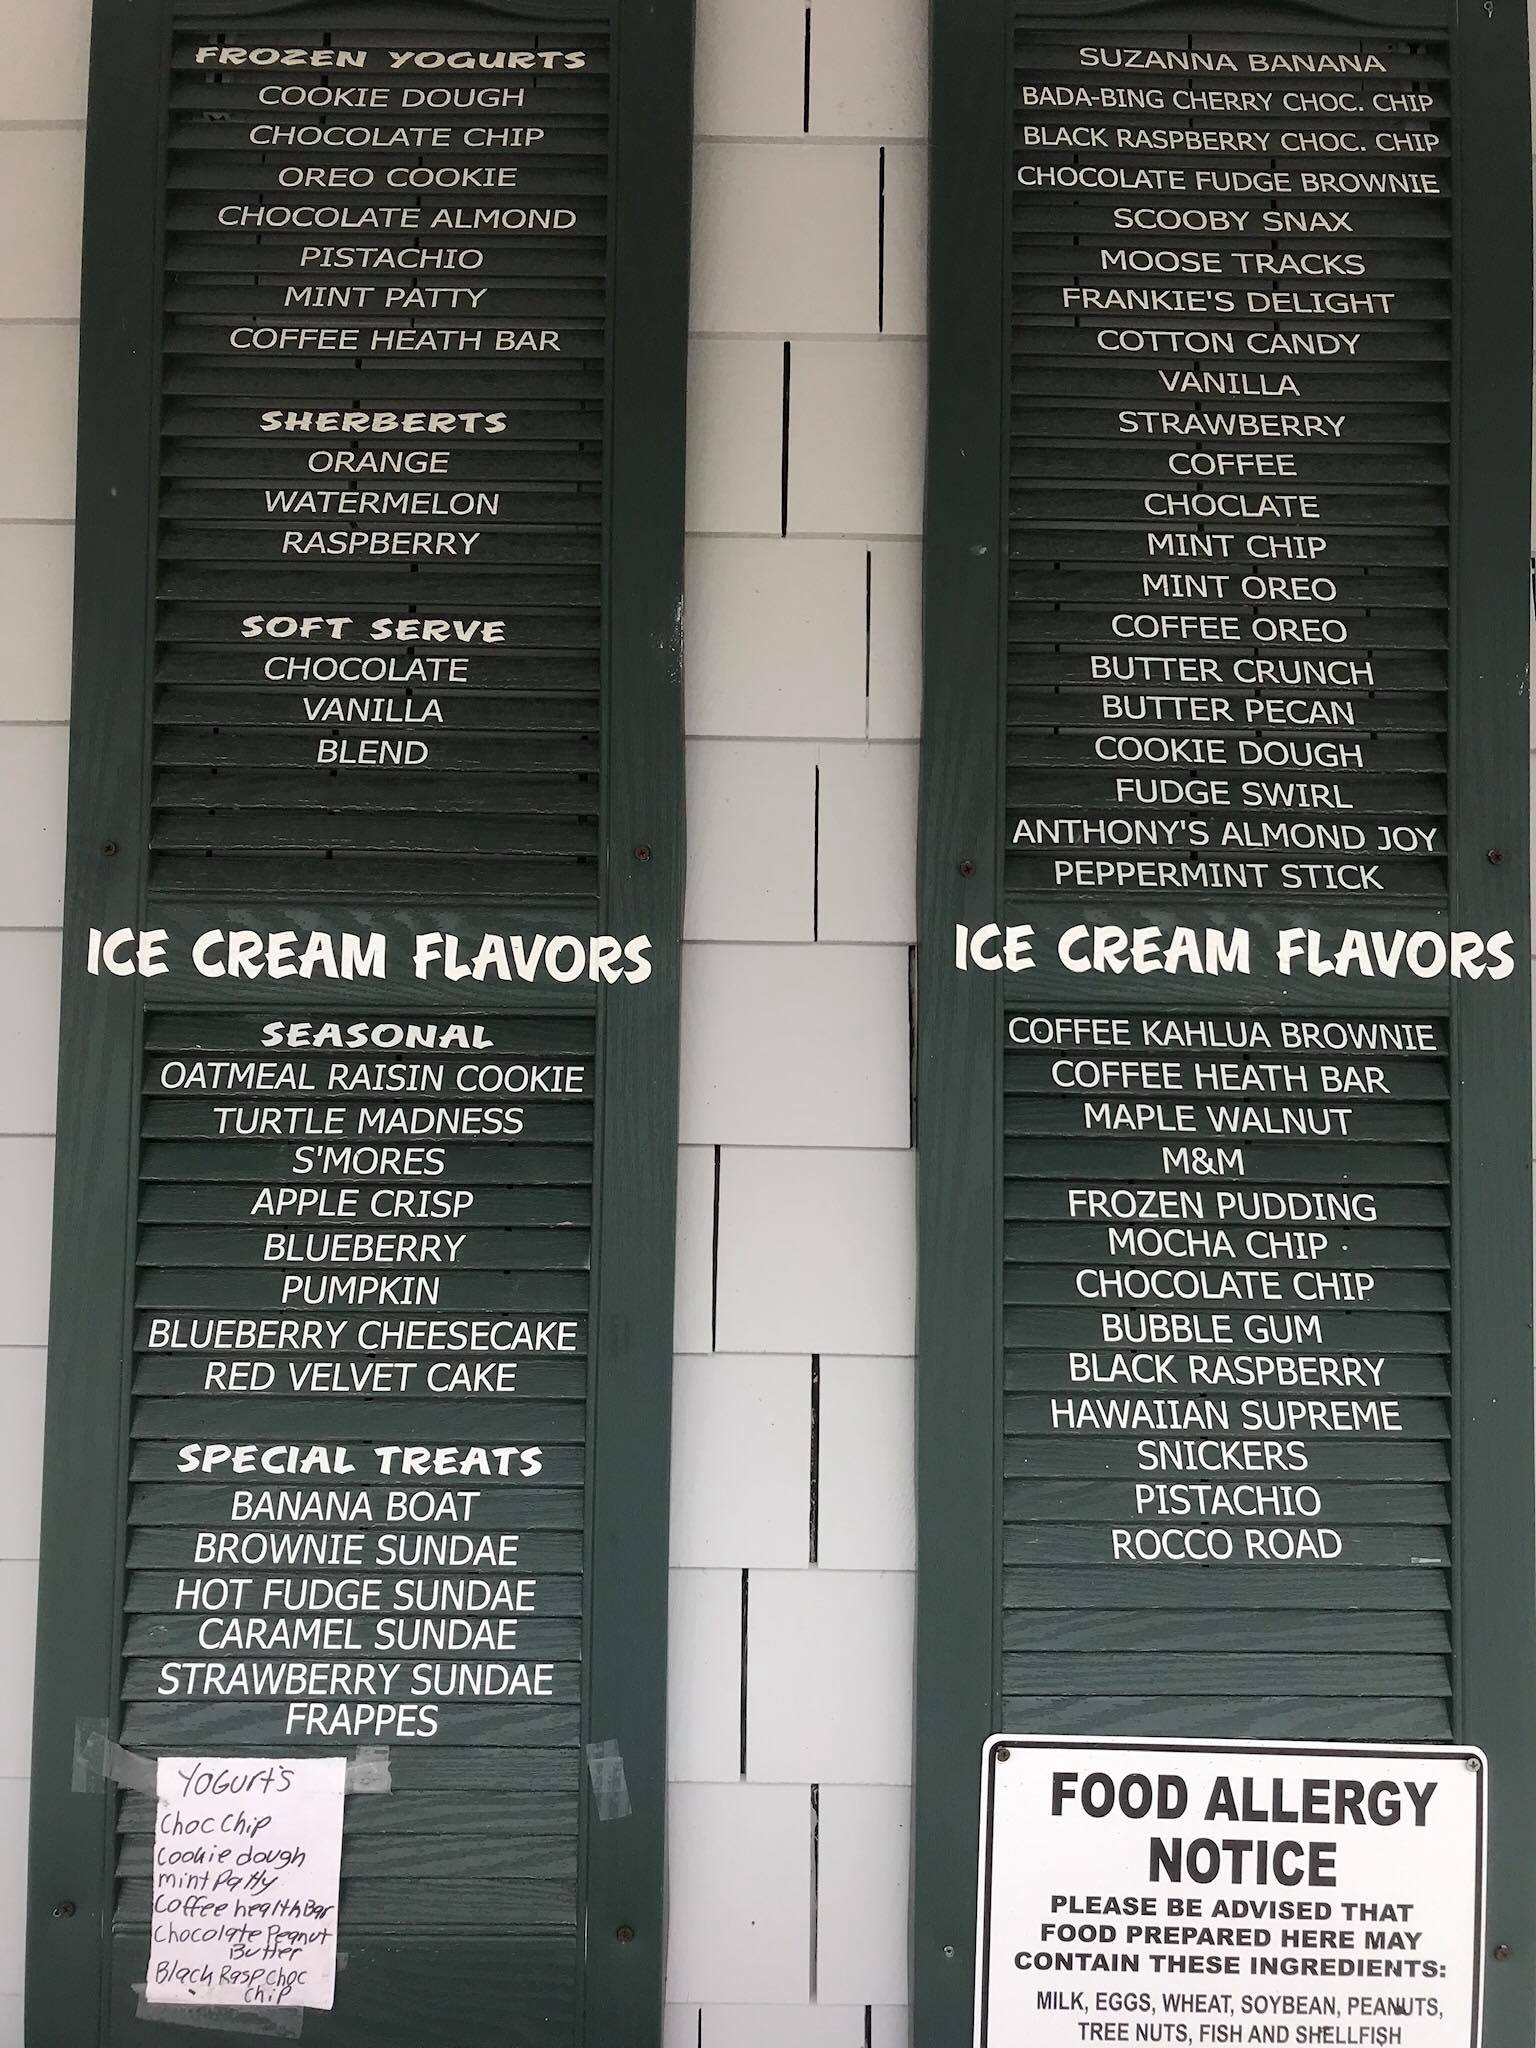 FROZEN YOGURTS
COOKIE DOUGH
CHOCOLATE CHIP
OREO COOKIE
CHOCOLATE ALMOND
PISTACHIO
MINT PATTY
COFFEE HEATH BAR
SHERBERTS
ORANGE
WATERMELON
RASPBERRY
SOFT SERVE
CHOCOLATE
VANILLA
BLEND
ICE CREAM FLAVORS
SEASONAL
OATMEAL RAISIN COOKIE
TURTLE MADNESS
S'MORES
APPLE CRISP
BLUEBERRY
PUMPKIN
BLUEBERRY CHEESECAKE
RED VELVET CAKE
SPECIAL TREATS
BANANA BOAT
BROWNIE SUNDAE
HOT FUDGE SUNDAE
CARAMEL SUNDAE
STRAWBERRY SUNDAE
FRAPPES
YOGURt'S
Choc Chip
Cookie dough
mint Patty
Coffee health Bar
Chocolate Peanut
Butter
Black Rasp choc
chip
SUZANNA BANANA
BADA-BING CHERRY CHOC. CHIP
BLACK RASPBERRY CHOC. CHIP
CHOCOLATE FUDGE BROWNIE
SCOOBY SNAX
MOOSE TRACKS
FRANKIE'S DELIGHT
COTTON CANDY
VANILLA
STRAWBERRY
COFFEE
CHOCLATE
MINT CHIP
MINT OREO
COFFEE OREO
BUTTER CRUNCH
BUTTER PECAN
COOKIE DOUGH
FUDGE SWIRL
ANTHONY'S ALMOND JOY
PEPPERMINT STICK
ICE CREAM FLAVORS
COFFEE KAHLUA BROWNIE
COFFEE HEATH BAR
MAPLE WALNUT
M&M
FROZEN PUDDING
MOCHA CHIP
CHOCOLATE CHIP
BUBBLE GUM
BLACK RASPBERRY
HAWAIIAN SUPREME
SNICKERS
PISTACHIO
ROCCO ROAD
FOOD ALLERGY
NOTICE
PLEASE BE ADVISED THAT
FOOD PREPARED HERE MAY
CONTAIN THESE INGREDIENTS:
MILK, EGGS, WHEAT, SOYBEAN, PEANUTS,
TREE NUTS, FISH AND SHELLFISH